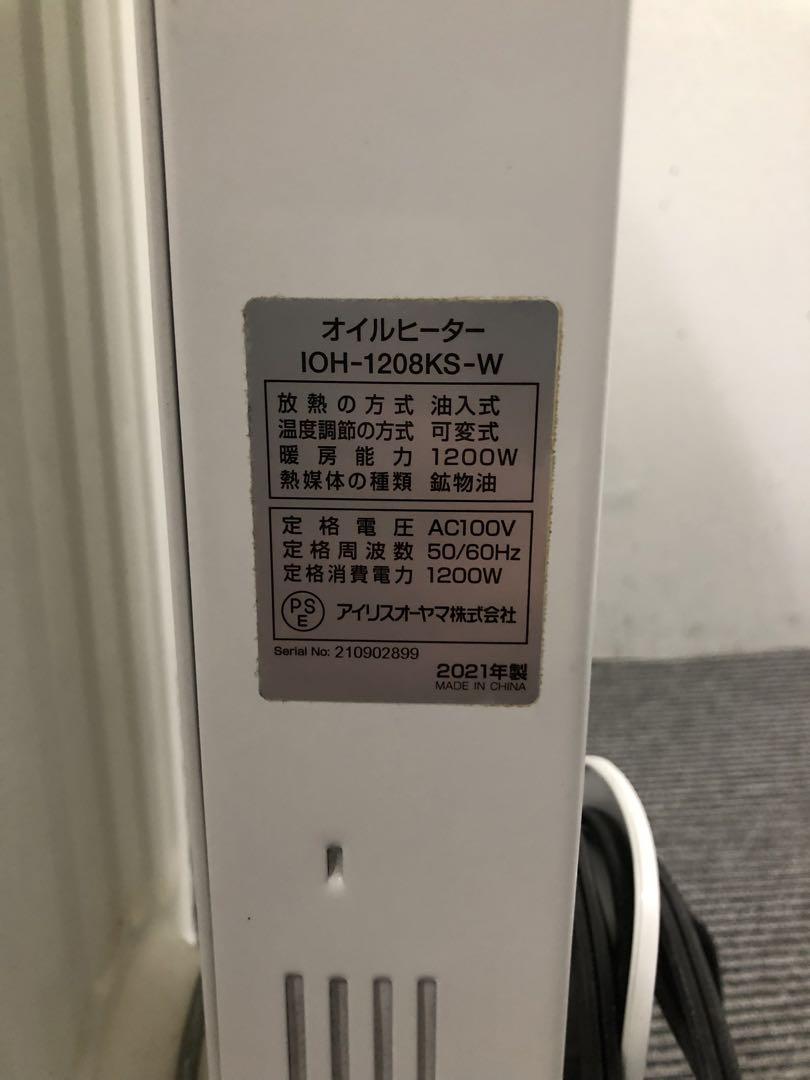 オイルヒーター
IOH-1208KS-W
放熱の方式 油入式
温度調節の方式 可変式
暖房能力 1200W
熱媒体の種類 鉱物油
定格電圧 AC100V
定格周波数 50/60Hz
定格消費電力 1200W
PSE アイリスオーヤマ株式会社
Serial No: 210902899
2021年製
MADE IN CHINA